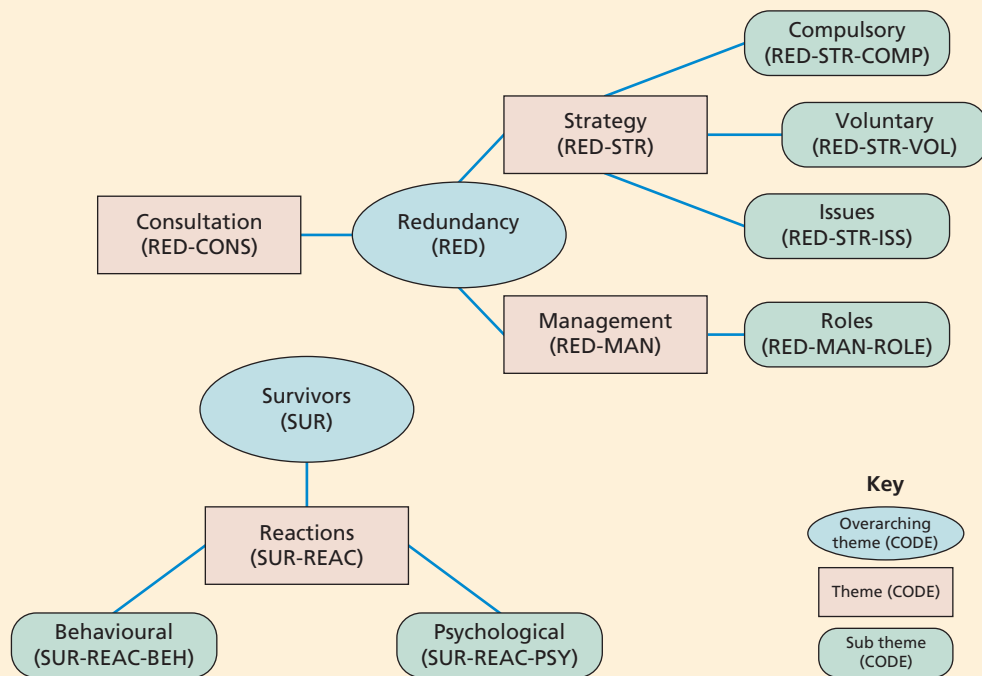 Compulsory
(RED-STR-COMP)
Strategy
(RED-STR)
Voluntary
(RED-STR-VOL)
Consultation
(RED-CONS)
Redundancy
(RED)
Issues
(RED-STR-ISS)
Management
(RED-MAN)
Roles
(RED-MAN-ROLE)
Survivors
(SUR)
Reactions
(SUR-REAC)
Behavioural
(SUR-REAC-BEH)
Psychological
(SUR-REAC-PSY)
Key
Overarching
theme (CODE)
Theme (CODE)
Sub theme
(CODE)